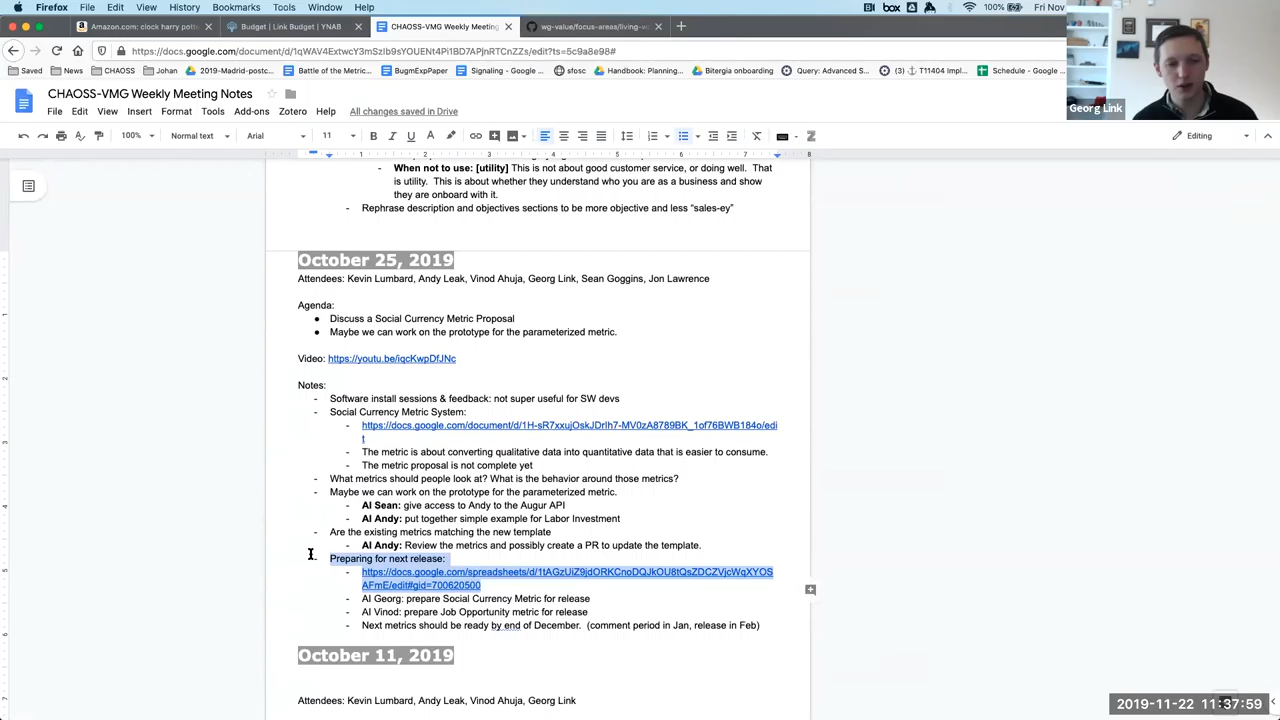 Firefox File Edit View History Bookmarks Tools Window Help
box 100% Fri Nov
Amazon.com: clock harry pott Budget | Link Budget | YNAB CHAOSS-VMG Weekly Meeting wg-value/focus-areas/living-w
https://docs.google.com/document/d/1qWAV4ExtwcY3mSzIb9sYOUENt4Pi1BD7APjnRTCnZZs/edit?ts=5c9a8e98#
Saved News CHAOSS Johan 2019-Madrid-postc... Battle of the Metric... BugmExpPaper Signaling - Google ... sfosc Handbook: Planning... Bitergia onboarding Query: Advanced S... (3) T11404 Impl... Schedule - Google ...
CHAOSS-VMG Weekly Meeting Notes
Georg Link
File Edit View Insert Format Tools Add-ons Zotero Help All changes saved in Drive
100% Normal text Arial 11 B I U A Z Editing
1 2 3 4 5 6 7 8
When not to use: [utility] This is not about good customer service, or doing well. That
is utility. This is about whether they understand who you are as a business and show
they are onboard with it.
- Rephrase description and objectives sections to be more objective and less “sales-ey”
October 25, 2019
Attendees: Kevin Lumbard, Andy Leak, Vinod Ahuja, Georg Link, Sean Goggins, Jon Lawrence
Agenda:
● Discuss a Social Currency Metric Proposal
● Maybe we can work on the prototype for the parameterized metric.
Video: https://youtu.be/iqcKwpDfJNc
Notes:
- Software install sessions & feedback: not super useful for SW devs
- Social Currency Metric System:
- https://docs.google.com/document/d/1H-sR7xxujOskJDrIh7-MV0zA8789BK_1of76BWB184o/edi
t
- The metric is about converting qualitative data into quantitative data that is easier to consume.
- The metric proposal is not complete yet
- What metrics should people look at? What is the behavior around those metrics?
- Maybe we can work on the prototype for the parameterized metric.
- AI Sean: give access to Andy to the Augur API
- AI Andy: put together simple example for Labor Investment
- Are the existing metrics matching the new template
- AI Andy: Review the metrics and possibly create a PR to update the template.
- Preparing for next release:
- https://docs.google.com/spreadsheets/d/1tAGzUiZ9jdORKCnoDQJkOU8tQsZDCZVjcWqXYOS
AFmE/edit#gid=700620500
- AI Georg: prepare Social Currency Metric for release
- AI Vinod: prepare Job Opportunity metric for release
- Next metrics should be ready by end of December. (comment period in Jan, release in Feb)
October 11, 2019
Attendees: Kevin Lumbard, Andy Leak, Vinod Ahuja, Georg Link
2019-11-22 11:37:59